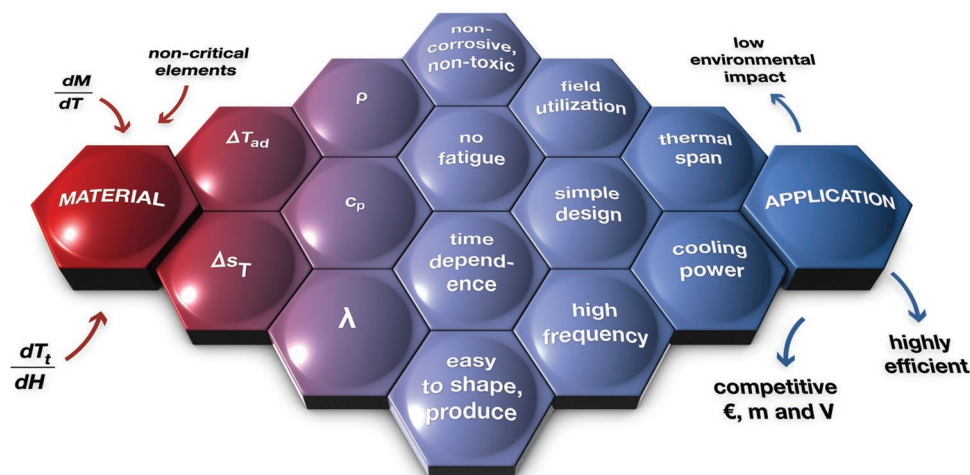 non-critical
elements
dM
dT
MATERIAL
dT_t
dH
ΔT_ad
Δs_T
ρ
c_p
λ
non-
corrosive,
non-toxic
no
fatigue
time
depend-
ence
easy
to shape,
produce
field
utilization
simple
design
high
frequency
thermal
span
cooling
power
APPLICATION
low
environmental
impact
highly
efficient
competitive
€, m and V